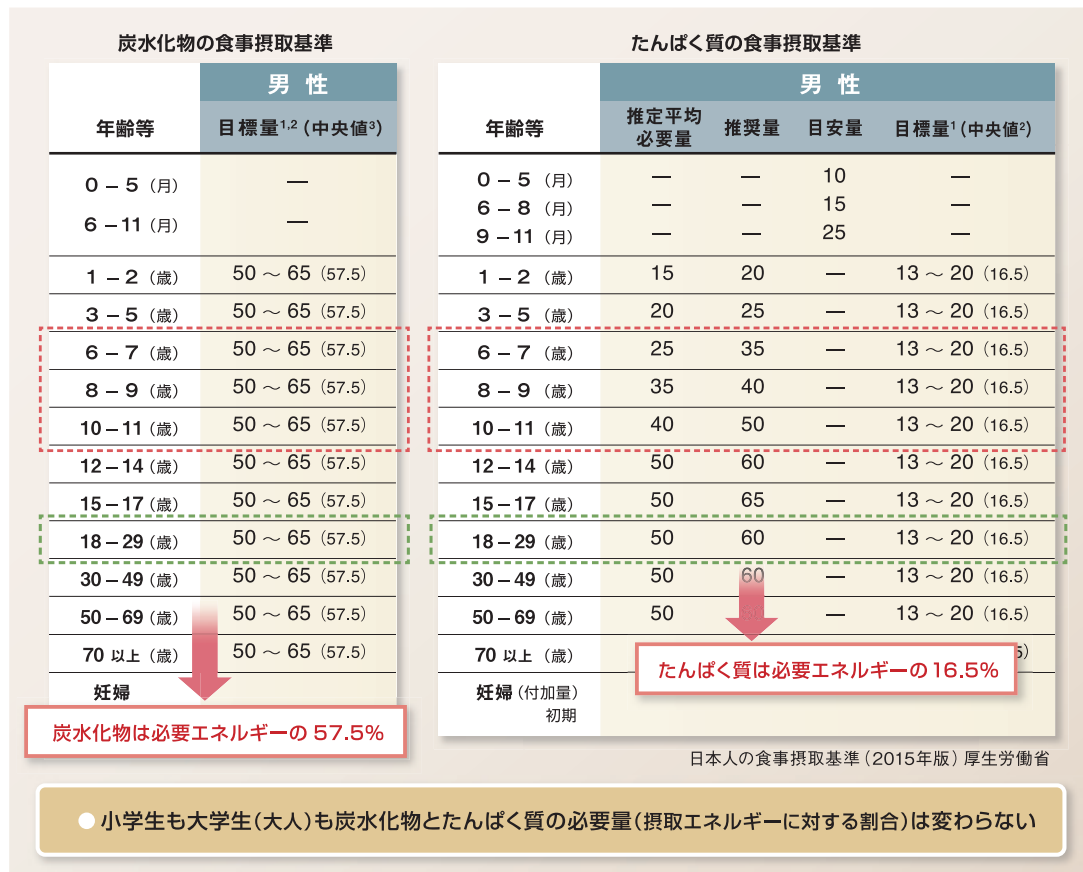 炭水化物の食事摂取基準
男 性
年齢等 目標量1,2(中央値3)
0 − 5 (月) —
6 − 11 (月) —
1 − 2 (歳) 50 〜 65 (57.5)
3 − 5 (歳) 50 〜 65 (57.5)
6 − 7 (歳) 50 〜 65 (57.5)
8 − 9 (歳) 50 〜 65 (57.5)
10 − 11 (歳) 50 〜 65 (57.5)
12 − 14 (歳) 50 〜 65 (57.5)
15 − 17 (歳) 50 〜 65 (57.5)
18 − 29 (歳) 50 〜 65 (57.5)
30 − 49 (歳) 50 〜 65 (57.5)
50 − 69 (歳) 50 〜 65 (57.5)
70 以上 (歳) 50 〜 65 (57.5)
妊婦
炭水化物は必要エネルギーの 57.5%
たんぱく質の食事摂取基準
男 性
年齢等 推定平均必要量 推奨量 目安量 目標量1(中央値2)
0 − 5 (月) — — 10 —
6 − 8 (月) — — 15 —
9 − 11 (月) — — 25 —
1 − 2 (歳) 15 20 — 13 〜 20 (16.5)
3 − 5 (歳) 20 25 — 13 〜 20 (16.5)
6 − 7 (歳) 25 35 — 13 〜 20 (16.5)
8 − 9 (歳) 35 40 — 13 〜 20 (16.5)
10 − 11 (歳) 40 50 — 13 〜 20 (16.5)
12 − 14 (歳) 50 60 — 13 〜 20 (16.5)
15 − 17 (歳) 50 65 — 13 〜 20 (16.5)
18 − 29 (歳) 50 60 — 13 〜 20 (16.5)
30 − 49 (歳) 50 60 — 13 〜 20 (16.5)
50 − 69 (歳) 50 — 13 〜 20 (16.5)
70 以上 (歳)
たんぱく質は必要エネルギーの16.5%
妊婦(付加量)
初期
日本人の食事摂取基準(2015年版)厚生労働省
● 小学生も大学生(大人)も炭水化物とたんぱく質の必要量(摂取エネルギーに対する割合)は変わらない